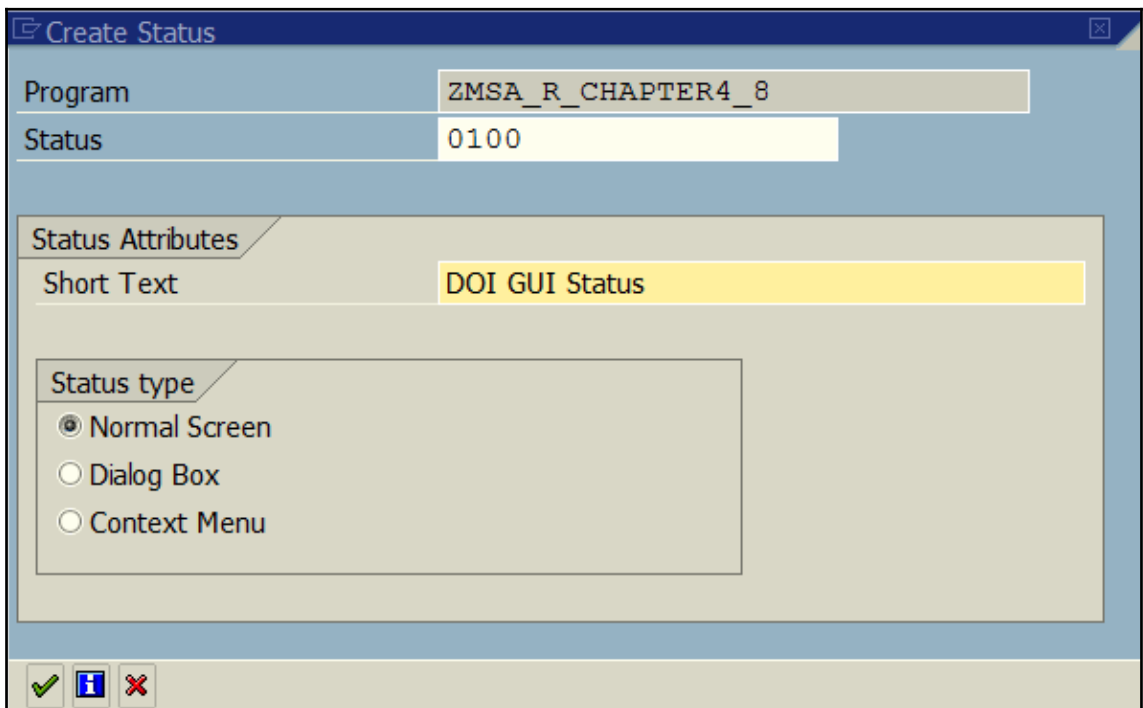 Create Status
Program ZMSA_R_CHAPTER4_8
Status 0100
Status Attributes
Short Text DOI GUI Status
Status type
Normal Screen
Dialog Box
Context Menu